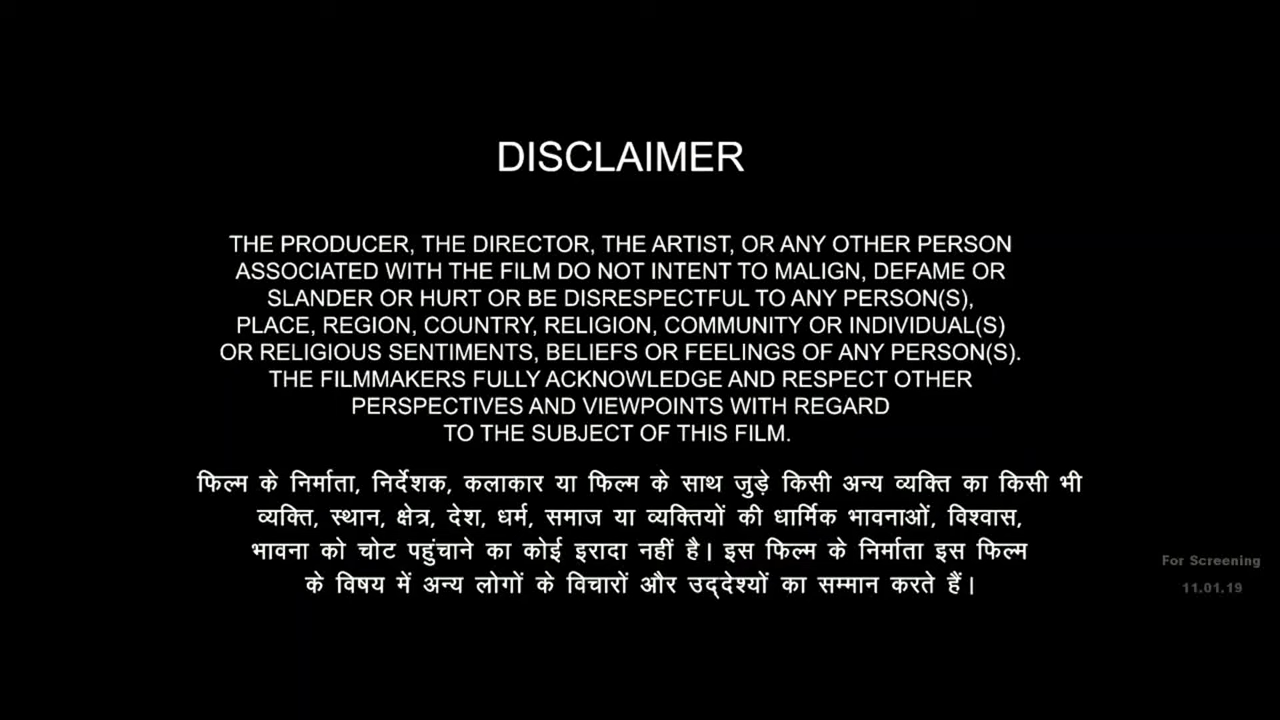 DISCLAIMER
THE PRODUCER, THE DIRECTOR, THE ARTIST, OR ANY OTHER PERSON
ASSOCIATED WITH THE FILM DO NOT INTENT TO MALIGN, DEFAME OR
SLANDER OR HURT OR BE DISRESPECTFUL TO ANY PERSON(S),
PLACE, REGION, COUNTRY, RELIGION, COMMUNITY OR INDIVIDUAL(S)
OR RELIGIOUS SENTIMENTS, BELIEFS OR FEELINGS OF ANY PERSON(S).
THE FILMMAKERS FULLY ACKNOWLEDGE AND RESPECT OTHER
PERSPECTIVES AND VIEWPOINTS WITH REGARD
TO THE SUBJECT OF THIS FILM.
फिल्म के निर्माता, निर्देशक, कलाकार या फिल्म के साथ जुड़े किसी अन्य व्यक्ति का किसी भी
व्यक्ति, स्थान, क्षेत्र, देश, धर्म, समाज या व्यक्तियों की धार्मिक भावनाओं, विश्वास,
भावना को चोट पहुंचाने का कोई इरादा नहीं है। इस फिल्म के निर्माता इस फिल्म
के विषय में अन्य लोगों के विचारों और उद्देश्यों का सम्मान करते हैं।
For Screening
11.01.19